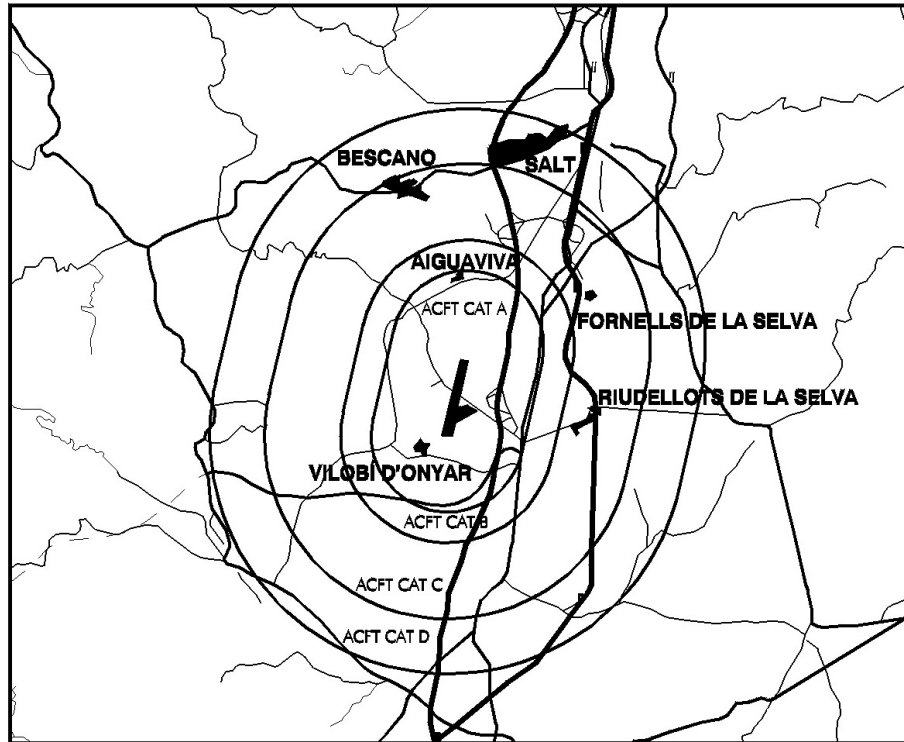 BESCANO
SALT
AIGUAVIVA
ACFT CAT A
FORNELLS DE LA SELVA
RIUDELLOTS DE LA SELVA
VILOBÍ D'ONYAR
ACFT CAT B
ACFT CAT C
ACFT CAT D